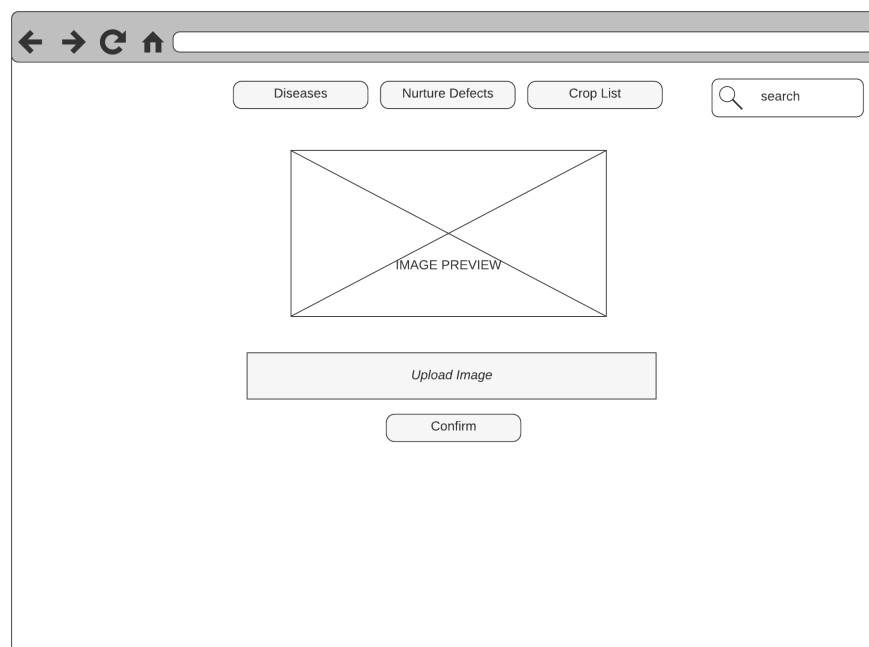 Diseases
Nurture Defects
Crop List
search
IMAGE PREVIEW
Upload Image
Confirm